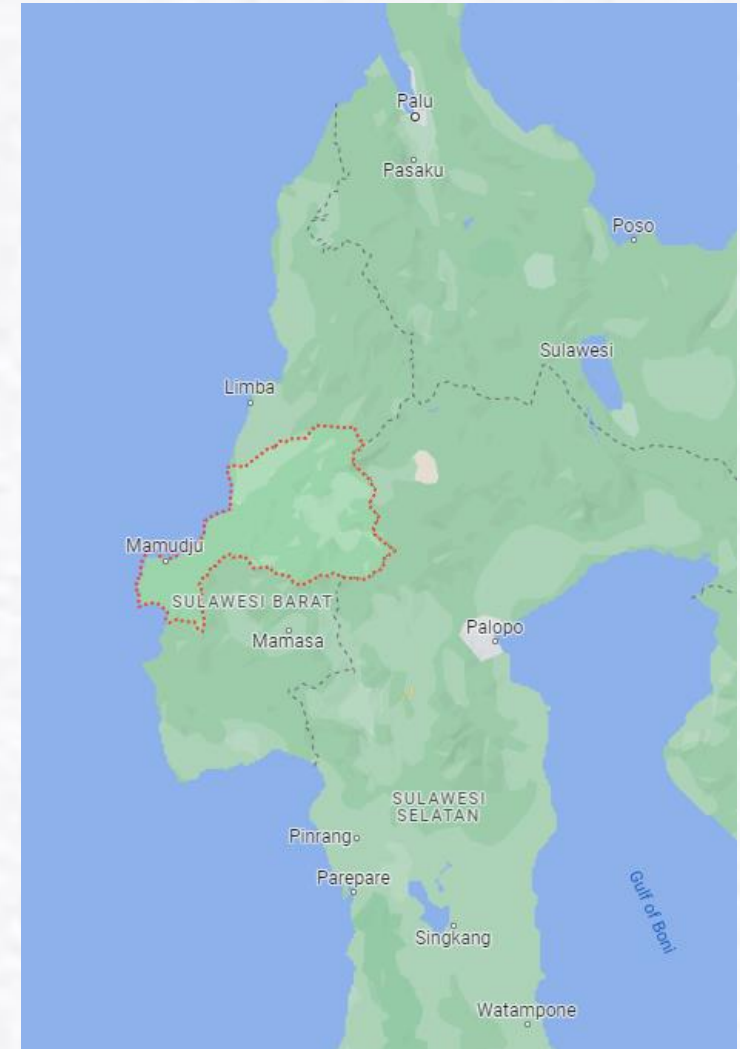 Palu
Pasaku
Poso
Sulawesi
Limba
Mamudju
SULAWESI BARAT
Mamasa
Palopo
SULAWESI
SELATAN
Pinrang
Parepare
Gulf of Boni
Singkang
Watampone